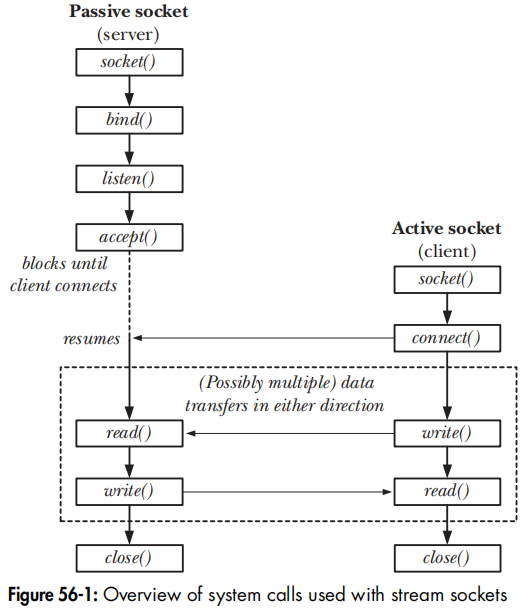 Passive socket
(server)
socket()
bind()
listen()
accept()
blocks until
client connects
Active socket
(client)
socket()
resumes
connect()
(Possibly multiple) data
transfers in either direction
read()
write()
write()
read()
close()
close()
Figure 56-1: Overview of system calls used with stream sockets